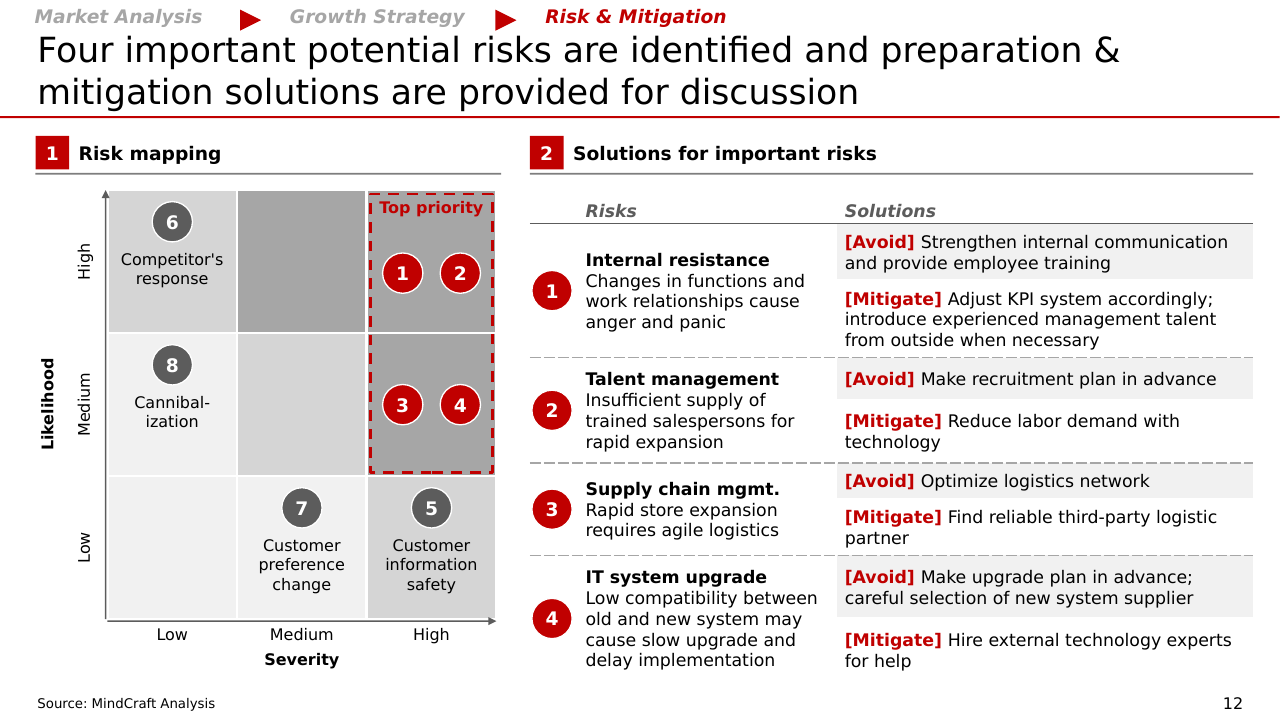 Market Analysis
Growth Strategy
Risk & Mitigation
Four important potential risks are identified and preparation &
mitigation solutions are provided for discussion
1
Risk mapping
Likelihood
High
Medium
Low
6
Competitor's
response
Top priority
1
2
8
Cannibal-
ization
3
4
7
Customer
preference
change
5
Customer
information
safety
Low
Medium
High
Severity
2
Solutions for important risks
Risks
Solutions
1
Internal resistance
Changes in functions and
work relationships cause
anger and panic
[Avoid] Strengthen internal communication
and provide employee training
[Mitigate] Adjust KPI system accordingly;
introduce experienced management talent
from outside when necessary
2
Talent management
Insufficient supply of
trained salespersons for
rapid expansion
[Avoid] Make recruitment plan in advance
[Mitigate] Reduce labor demand with
technology
3
Supply chain mgmt.
Rapid store expansion
requires agile logistics
[Avoid] Optimize logistics network
[Mitigate] Find reliable third-party logistic
partner
4
IT system upgrade
Low compatibility between
old and new system may
cause slow upgrade and
delay implementation
[Avoid] Make upgrade plan in advance;
careful selection of new system supplier
[Mitigate] Hire external technology experts
for help
Source: MindCraft Analysis
12